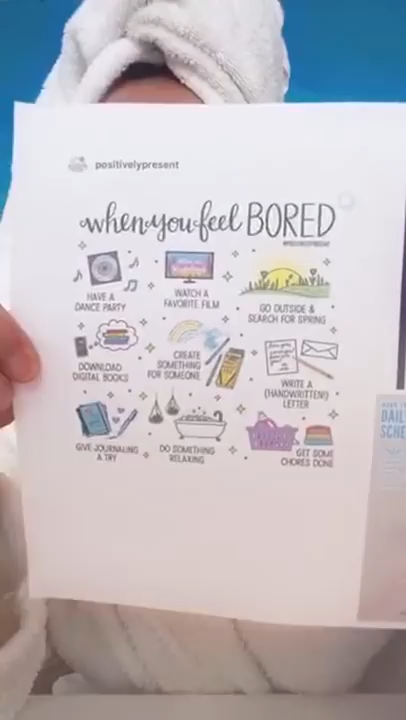 positivelypresent
when you feel BORED
HAVE A
DANCE PARTY
WATCH A
FAVORITE FILM
GO OUTSIDE &
SEARCH FOR SPRING
DOWNLOAD
DIGITAL BOOKS
CREATE
SOMETHING
FOR SOMEONE
WRITE A
(HANDWRITTEN)
LETTER
GIVE JOURNALING
A TRY
DO SOMETHING
RELAXING
GET SOME
CHORES DONE
DAIL
SCHE